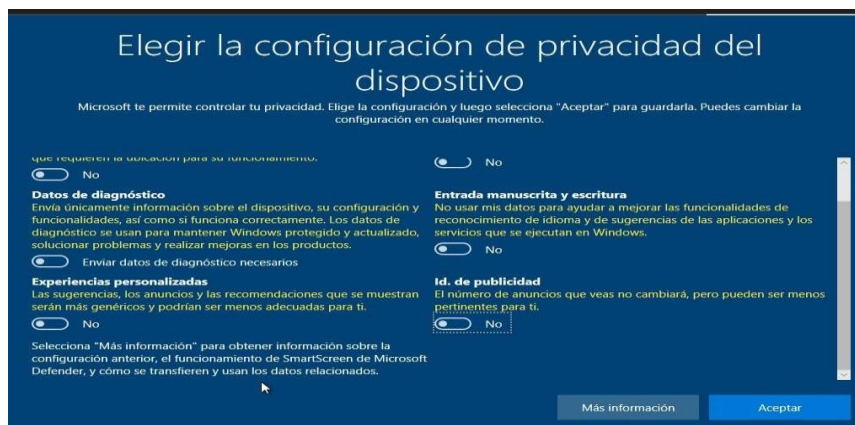 Elegir la configuración de privacidad del
dispositivo
Microsoft te permite controlar tu privacidad. Elige la configuración y luego selecciona "Aceptar" para guardarla. Puedes cambiar la
configuración en cualquier momento.
que requieren la ubicación para su funcionamiento.
No
Datos de diagnóstico
Envía únicamente información sobre el dispositivo, su configuración y
funcionalidades, así como si funciona correctamente. Los datos de
diagnóstico se usan para mantener Windows protegido y actualizado,
solucionar problemas y realizar mejoras en los productos.
Enviar datos de diagnóstico necesarios
Experiencias personalizadas
Las sugerencias, los anuncios y las recomendaciones que se muestran
serán más genéricos y podrían ser menos adecuadas para ti.
No
Selecciona "Más información" para obtener información sobre la
configuración anterior, el funcionamiento de SmartScreen de Microsoft
Defender, y cómo se transfieren y usan los datos relacionados.
No
Entrada manuscrita y escritura
No usar mis datos para ayudar a mejorar las funcionalidades de
reconocimiento de idioma y de sugerencias de las aplicaciones y los
servicios que se ejecutan en Windows.
No
Id. de publicidad
El número de anuncios que veas no cambiará, pero pueden ser menos
pertinentes para ti.
No
Más información
Aceptar